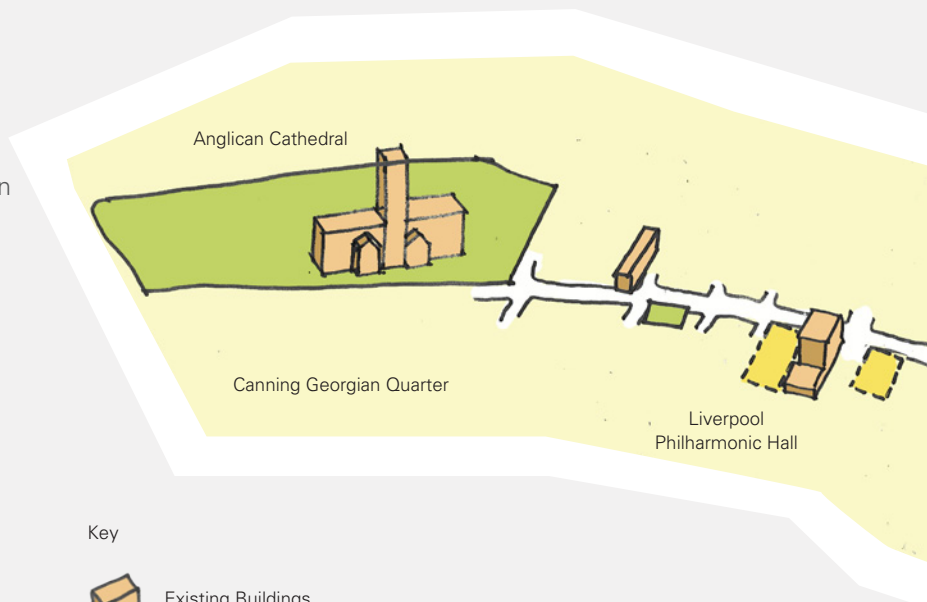 Anglican Cathedral
n
Canning Georgian Quarter
Liverpool
Philharmonic Hall
Key
Existing Buildings